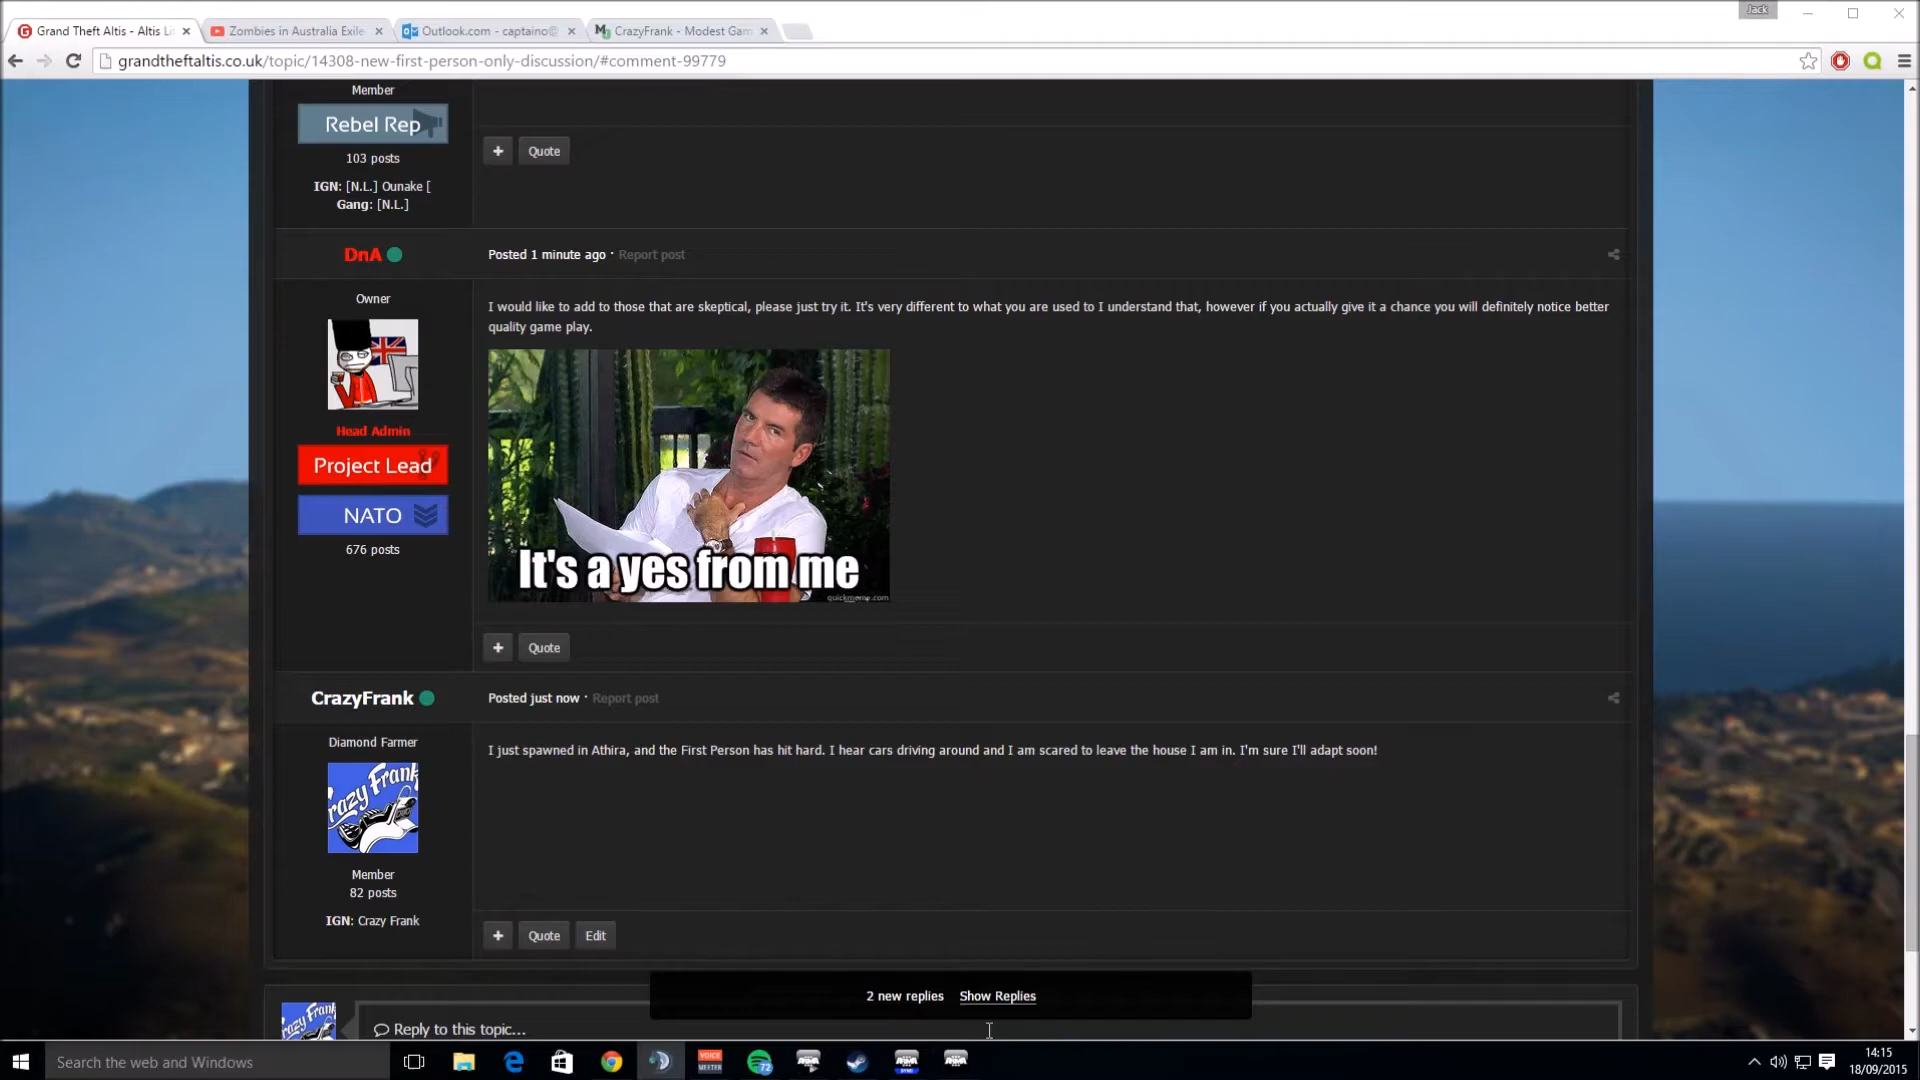 Jack
Grand Theft Altis - Altis Li
Zombies in Australia Exile
Outlook.com - captaino@
CrazyFrank - Modest Gam
grandtheftaltis.co.uk/topic/14308-new-first-person-only-discussion/#comment-99779
Member
Rebel Rep
103 posts
IGN: [N.L.] Ounake [
Gang: [N.L.]
Quote
DnA
Posted 1 minute ago · Report post
Owner
Head Admin
Project Lead
NATO
676 posts
I would like to add to those that are skeptical, please just try it. It's very different to what you are used to I understand that, however if you actually give it a chance you will definitely notice better
quality game play.
It's a yes from me
quickmeme.com
Quote
CrazyFrank
Posted just now · Report post
Diamond Farmer
Crazy Frank
Member
82 posts
IGN: Crazy Frank
I just spawned in Athira, and the First Person has hit hard. I hear cars driving around and I am scared to leave the house I am in. I'm sure I'll adapt soon!
Quote
Edit
2 new replies Show Replies
Reply to this topic...
Search the web and Windows
VOICE
MEETER
72
14:15
18/09/2015